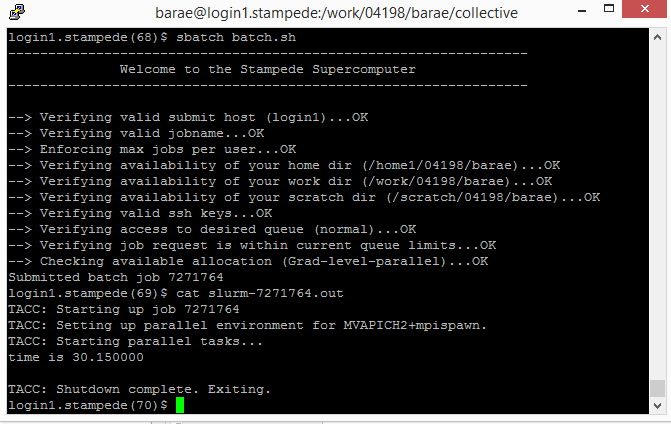 barae@login1.stampede:/work/04198/barae/collective
login1.stampede(68)$ sbatch batch.sh
-----------------------------------------------------------------
Welcome to the Stampede Supercomputer
-----------------------------------------------------------------
--> Verifying valid submit host (login1)...OK
--> Verifying valid jobname...OK
--> Enforcing max jobs per user...OK
--> Verifying availability of your home dir (/home1/04198/barae)...OK
--> Verifying availability of your work dir (/work/04198/barae)...OK
--> Verifying availability of your scratch dir (/scratch/04198/barae)...OK
--> Verifying valid ssh keys...OK
--> Verifying access to desired queue (normal)...OK
--> Verifying job request is within current queue limits...OK
--> Checking available allocation (Grad-level-parallel)...OK
Submitted batch job 7271764
login1.stampede(69)$ cat slurm-7271764.out
TACC: Starting up job 7271764
TACC: Setting up parallel environment for MVAPICH2+mpispawn.
TACC: Starting parallel tasks...
time is 30.150000
TACC: Shutdown complete. Exiting.
login1.stampede(70)$